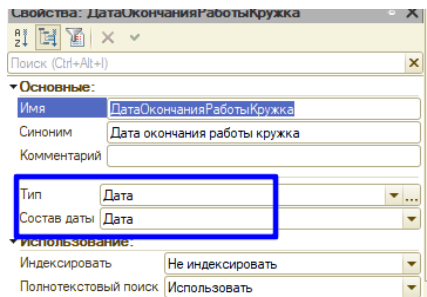 Свойства: ДатаОкончанияРаботыКружка
Поиск (Ctrl+Alt+I)
Основные:
Имя ДатаОкончанияРаботыКружка
Синоним Дата окончания работы кружка
Комментарий
Тип Дата
Состав даты Дата
Использование:
Индексировать Не индексировать
Полнотекстовый поиск Использовать